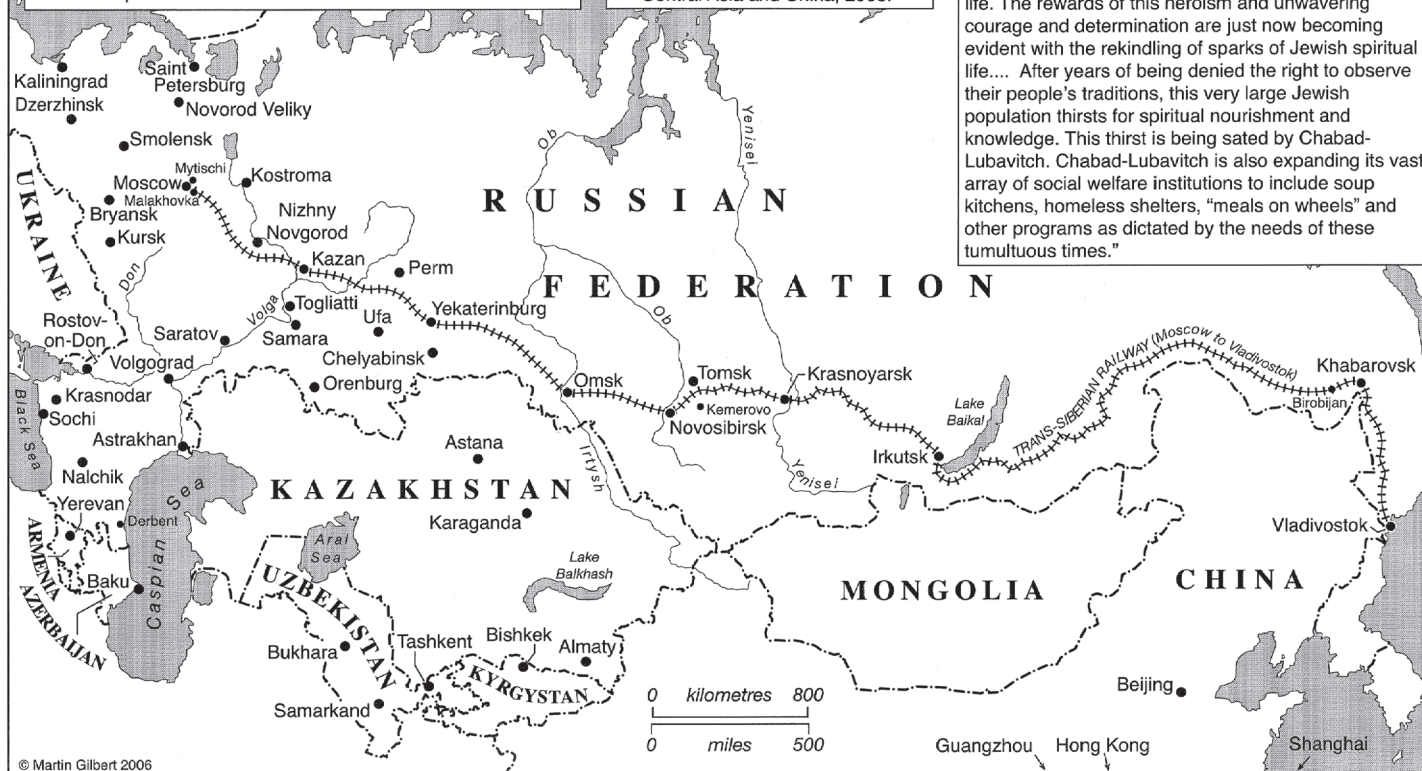 Central Asia and China, 2003.
life. The rewards of this heroism and unwavering
courage and determination are just now becoming
evident with the rekindling of sparks of Jewish spiritual
life.... After years of being denied the right to observe
their people's traditions, this very large Jewish
population thirsts for spiritual nourishment and
knowledge. This thirst is being sated by Chabad-
Lubavitch. Chabad-Lubavitch is also expanding its vast
array of social welfare institutions to include soup
kitchens, homeless shelters, “meals on wheels” and
other programs as dictated by the needs of these
tumultuous times.”
Kaliningrad
Dzerzhinsk
Saint
Petersburg
Novorod Veliky
Smolensk
Mytischi
Moscow
Malakhovka
Kostroma
Bryansk
Kursk
Nizhny
Novgorod
Kazan
Perm
Togliatti
Samara
Ufa
Yekaterinburg
Chelyabinsk
Orenburg
Saratov
Rostov-
on-Don
Volgograd
Krasnodar
Sochi
Astrakhan
Nalchik
Yerevan
Derbent
Baku
UKRAINE
Don
Volga
Black Sea
Caspian Sea
ARMENIA
AZERBAIJAN
RUSSIAN
FEDERATION
Ob
Ob
Yenisei
Yenisei
Irtysh
Omsk
Tomsk
Kemerovo
Novosibirsk
Krasnoyarsk
Irkutsk
Lake
Baikal
TRANS-SIBERIAN RAILWAY (Moscow to Vladivostok)
Khabarovsk
Birobijan
Vladivostok
Astana
KAZAKHSTAN
Karaganda
Aral
Sea
Lake
Balkhash
UZBEKISTAN
Bukhara
Samarkand
Tashkent
Bishkek
Almaty
KYRGYSTAN
MONGOLIA
CHINA
Beijing
Guangzhou
Hong Kong
Shanghai
0 kilometres 800
0 miles 500
© Martin Gilbert 2006